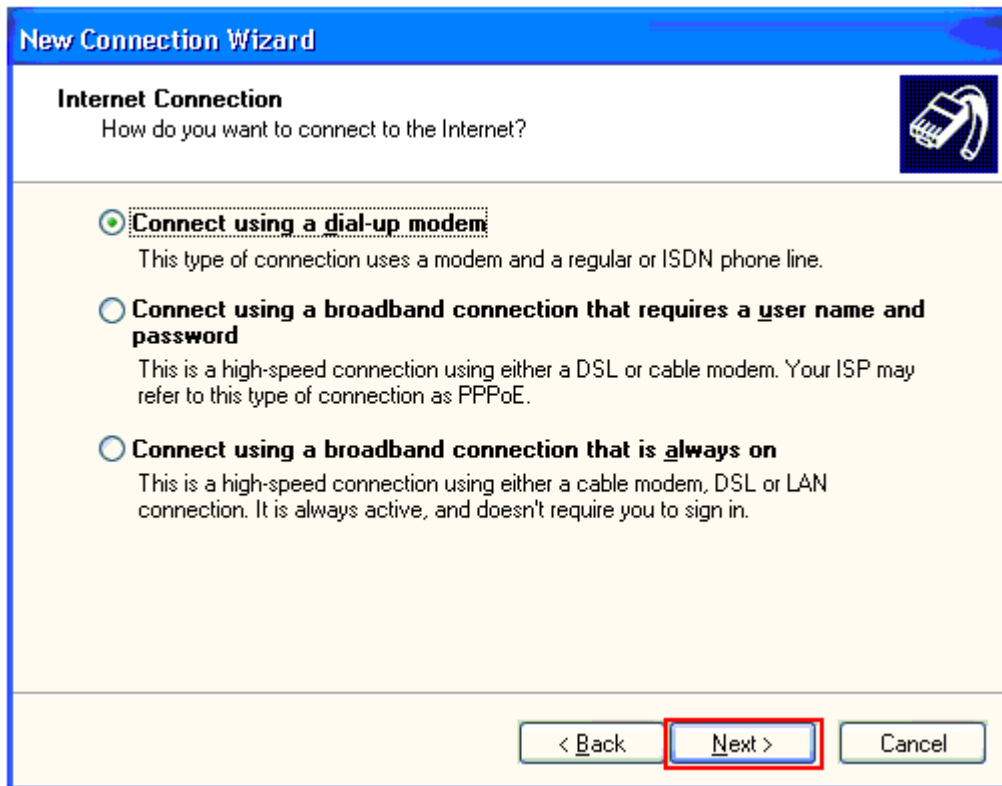 New Connection Wizard
Internet Connection
How do you want to connect to the Internet?
Connect using a dial-up modem
This type of connection uses a modem and a regular or ISDN phone line.
Connect using a broadband connection that requires a user name and
password
This is a high-speed connection using either a DSL or cable modem. Your ISP may
refer to this type of connection as PPPoE.
Connect using a broadband connection that is always on
This is a high-speed connection using either a cable modem, DSL or LAN
connection. It is always active, and doesn't require you to sign in.
< Back Next > Cancel